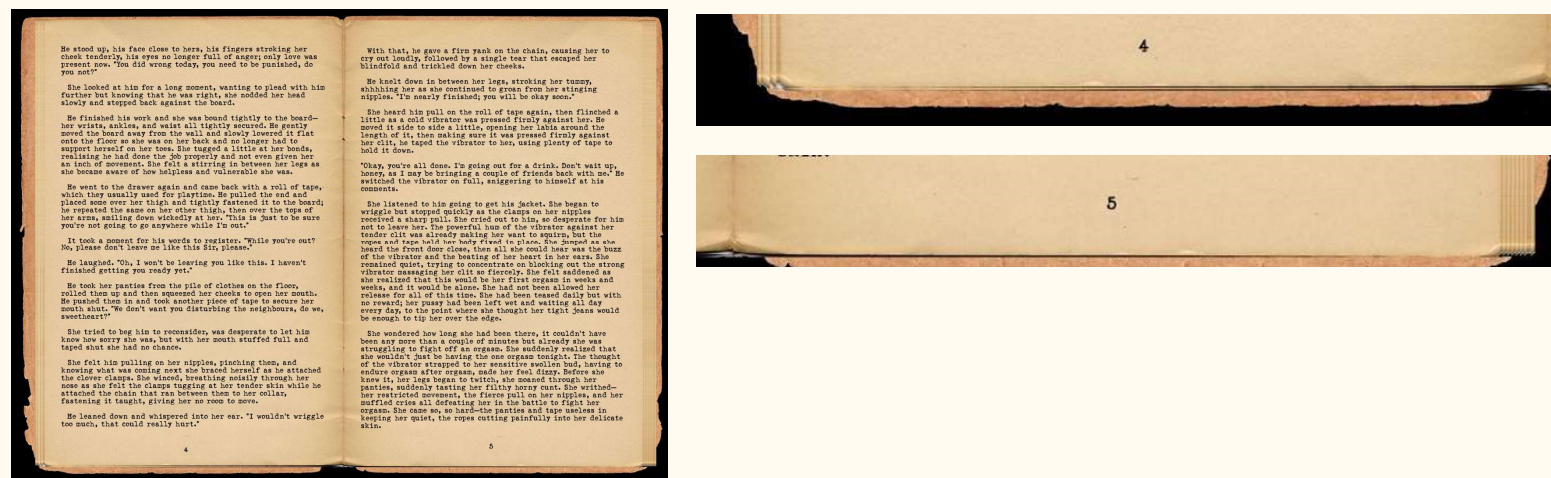 He stood up, his face close to hers, his fingers stroking her
cheek tenderly, his eyes no longer full of anger; only love was
present now. "You did wrong today, you need to be punished, do
you not?"
She looked at him for a long moment, wanting to plead with him
further but knowing that he was right, she nodded her head
slowly and stepped back against the board.
He finished his work and she was bound tightly to the board—
her wrists, ankles, and waist all tightly secured. He gently
moved the board away from the wall and slowly lowered it flat
onto the floor so she was on her back and no longer had to
support herself on her toes. She tugged a little at her bonds,
realising he had done the job properly and not even given her
an inch of movement. She felt a stirring in between her legs as
she became aware of how helpless and vulnerable she was.
He went to the drawer again and came back with a roll of tape,
which they usually used for playtime. He pulled the end and
placed some over her thigh and tightly fastened it to the board;
he repeated the same on her other thigh, then over the tops of
her arms, smiling down wickedly at her. "This is just to be sure
you're not going to go anywhere while I'm out."
It took a moment for his words to register. "While you're out?
No, please don't leave me like this Sir, please."
He laughed. "Oh, I won't be leaving you like this. I haven't
finished getting you ready yet."
He took her panties from the pile of clothes on the floor,
rolled them up and then squeezed her cheeks to open her mouth.
He pushed them in and took another piece of tape to secure her
mouth shut. "We don't want you disturbing the neighbours, do we,
sweetheart?"
She tried to beg him to reconsider, was desperate to let him
know how sorry she was, but with her mouth stuffed full and
taped shut she had no chance.
She felt him pulling on her nipples, pinching them, and
knowing what was coming next she braced herself as he attached
the clover clamps. She winced, breathing noisily through her
nose as she felt the clamps tugging at her tender skin while he
attached the chain that ran between them to her collar,
fastening it taught, giving her no room to move.
He leaned down and whispered into her ear. "I wouldn't wriggle
too much, that could really hurt."
4
With that, he gave a firm yank on the chain, causing her to
cry out loudly, followed by a single tear that escaped her
blindfold and trickled down her cheeks.
He knelt down in between her legs, stroking her tummy,
shhhhing her as she continued to groan from her stinging
nipples. "I'm nearly finished; you will be okay soon."
She heard him pull on the roll of tape again, then flinched a
little as a cold vibrator was pressed firmly against her. He
moved it side to side a little, opening her labia around the
length of it, then making sure it was pressed firmly against
her clit, he taped the vibrator to her, using plenty of tape to
hold it down.
"Okay, you're all done. I'm going out for a drink. Don't wait up,
honey, as I may be bringing a couple of friends back with me." He
switched the vibrator on full, sniggering to himself at his
comments.
She listened to him going to get his jacket. She began to
wriggle but stopped quickly as the clamps on her nipples
received a sharp pull. She cried out to him, so desperate for him
not to leave her. The powerful hum of the vibrator against her
tender clit was already making her want to squirm, but the
ropes and tape held her body fixed in place. She jumped as she
heard the front door close, then all she could hear was the buzz
of the vibrator and the beating of her heart in her ears. She
remained quiet, trying to concentrate on blocking out the strong
vibrator massaging her clit so fiercely. She felt saddened as
she realized that this would be her first orgasm in weeks and
weeks, and it would be alone. She had not been allowed her
release for all of this time. She had been teased daily but with
no reward; her pussy had been left wet and waiting all day
every day, to the point where she thought her tight jeans would
be enough to tip her over the edge.
She wondered how long she had been there, it couldn't have
been any more than a couple of minutes but already she was
struggling to fight off an orgasm. She suddenly realized that
she wouldn't just be having the one orgasm tonight. The thought
of the vibrator strapped to her sensitive swollen bud, having to
endure orgasm after orgasm, made her feel dizzy. Before she
knew it, her legs began to twitch, she moaned through her
panties, suddenly tasting her filthy horny cunt. She writhed—
her restricted movement, the fierce pull on her nipples, and her
muffled cries all defeating her in the battle to fight her
orgasm. She came so, so hard—the panties and tape useless in
keeping her quiet, the ropes cutting painfully into her delicate
skin.
5
4
5